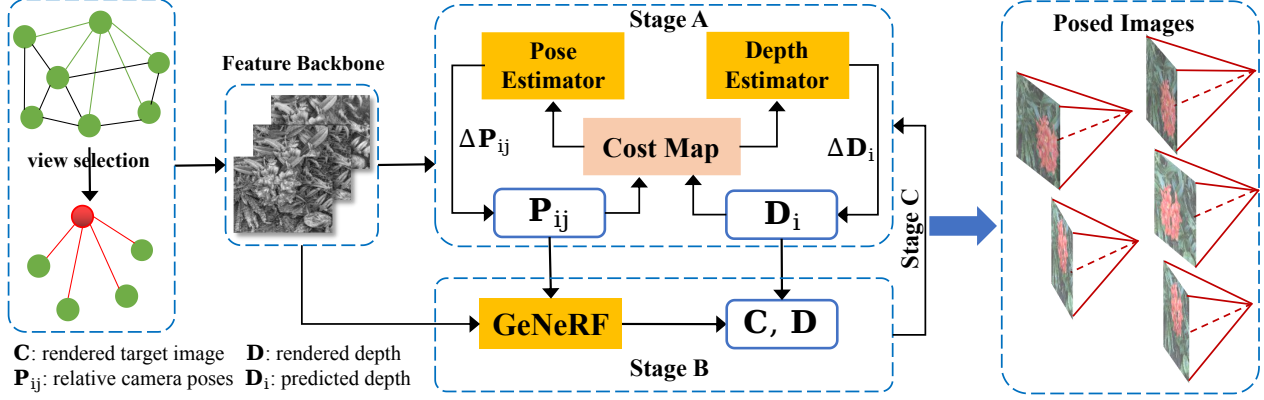 view selection
Feature Backbone
Stage A
Pose
Estimator
Depth
Estimator
Cost Map
Δ𝐏ij
Δ𝐃i
𝐏ij
𝐃i
Stage C
GeNeRF
C, D
Stage B
Posed Images
C: rendered target image D: rendered depth
Pij: relative camera poses Di: predicted depth